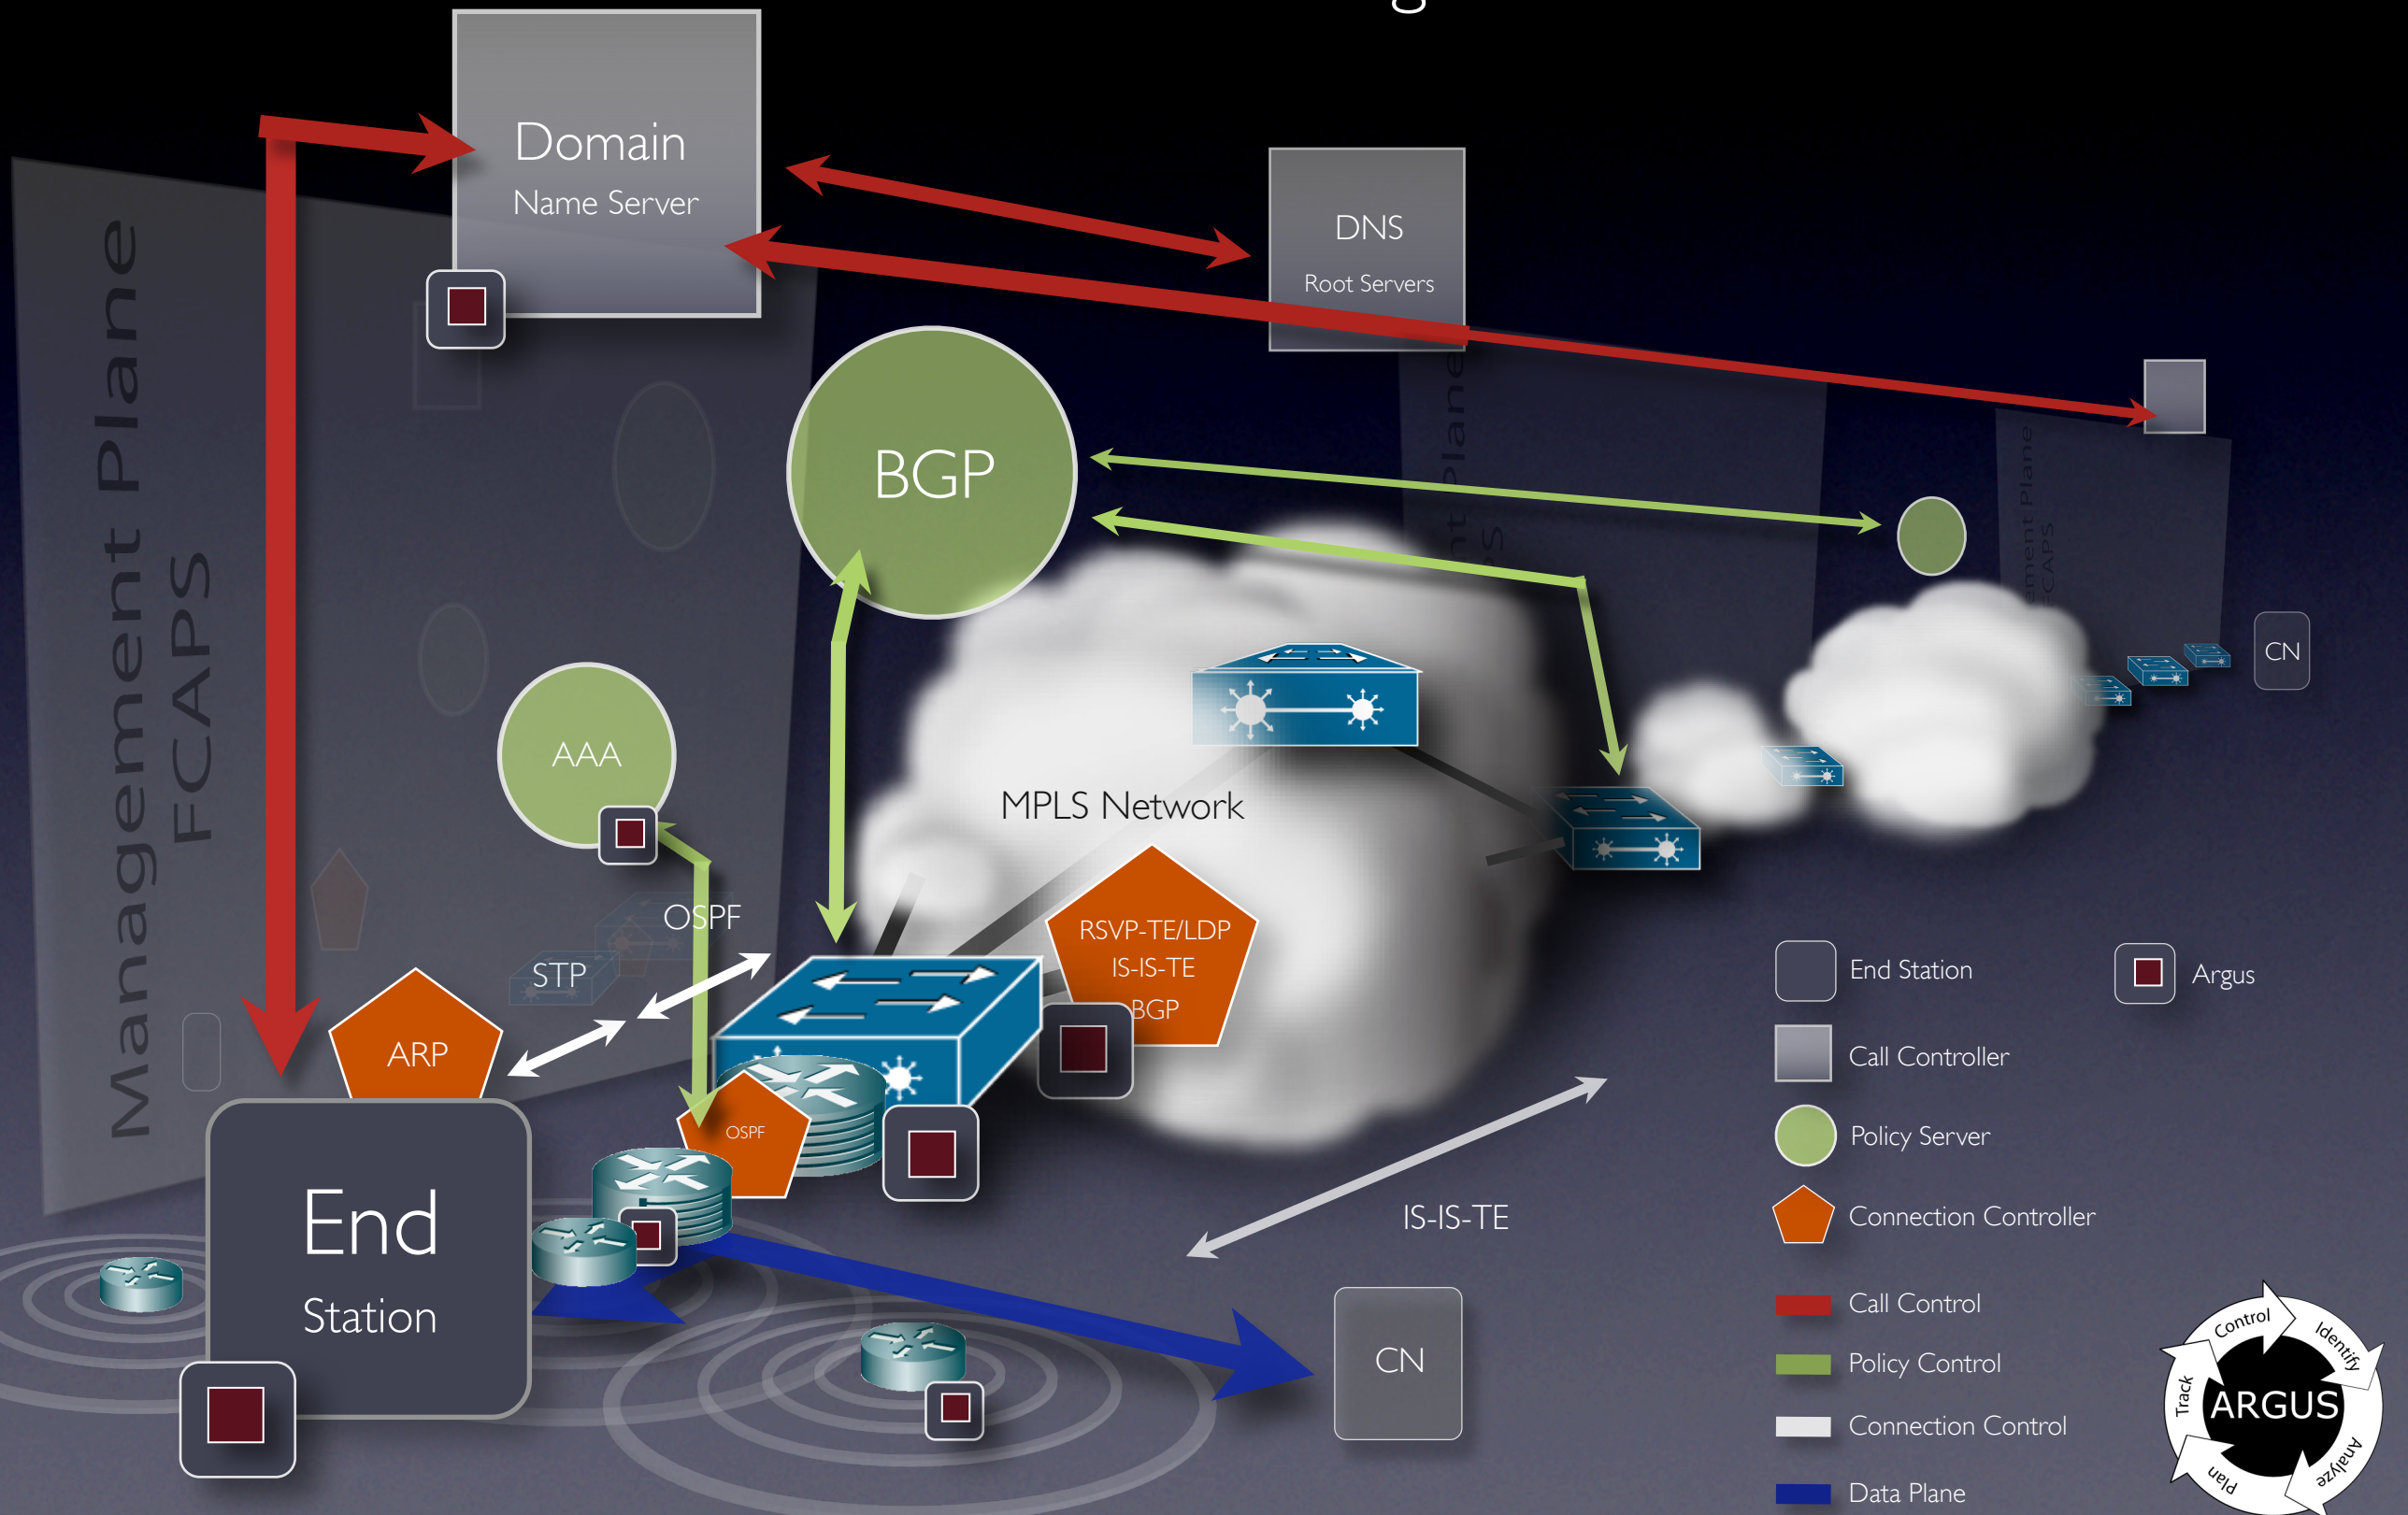 Domain
Name Server
DNS
Root Servers
Management Plane
FCAPS
BGP
CN
AAA
MPLS Network
OSPF
STP
RSVP-TE/LDP
IS-IS-TE
BGP
ARP
OSPF
End
Station
IS-IS-TE
CN
End Station
Argus
Call Controller
Policy Server
Connection Controller
Call Control
Policy Control
Connection Control
Data Plane
Control
Identify
Analyze
Plan
Track
ARGUS
Plane
FCAPS